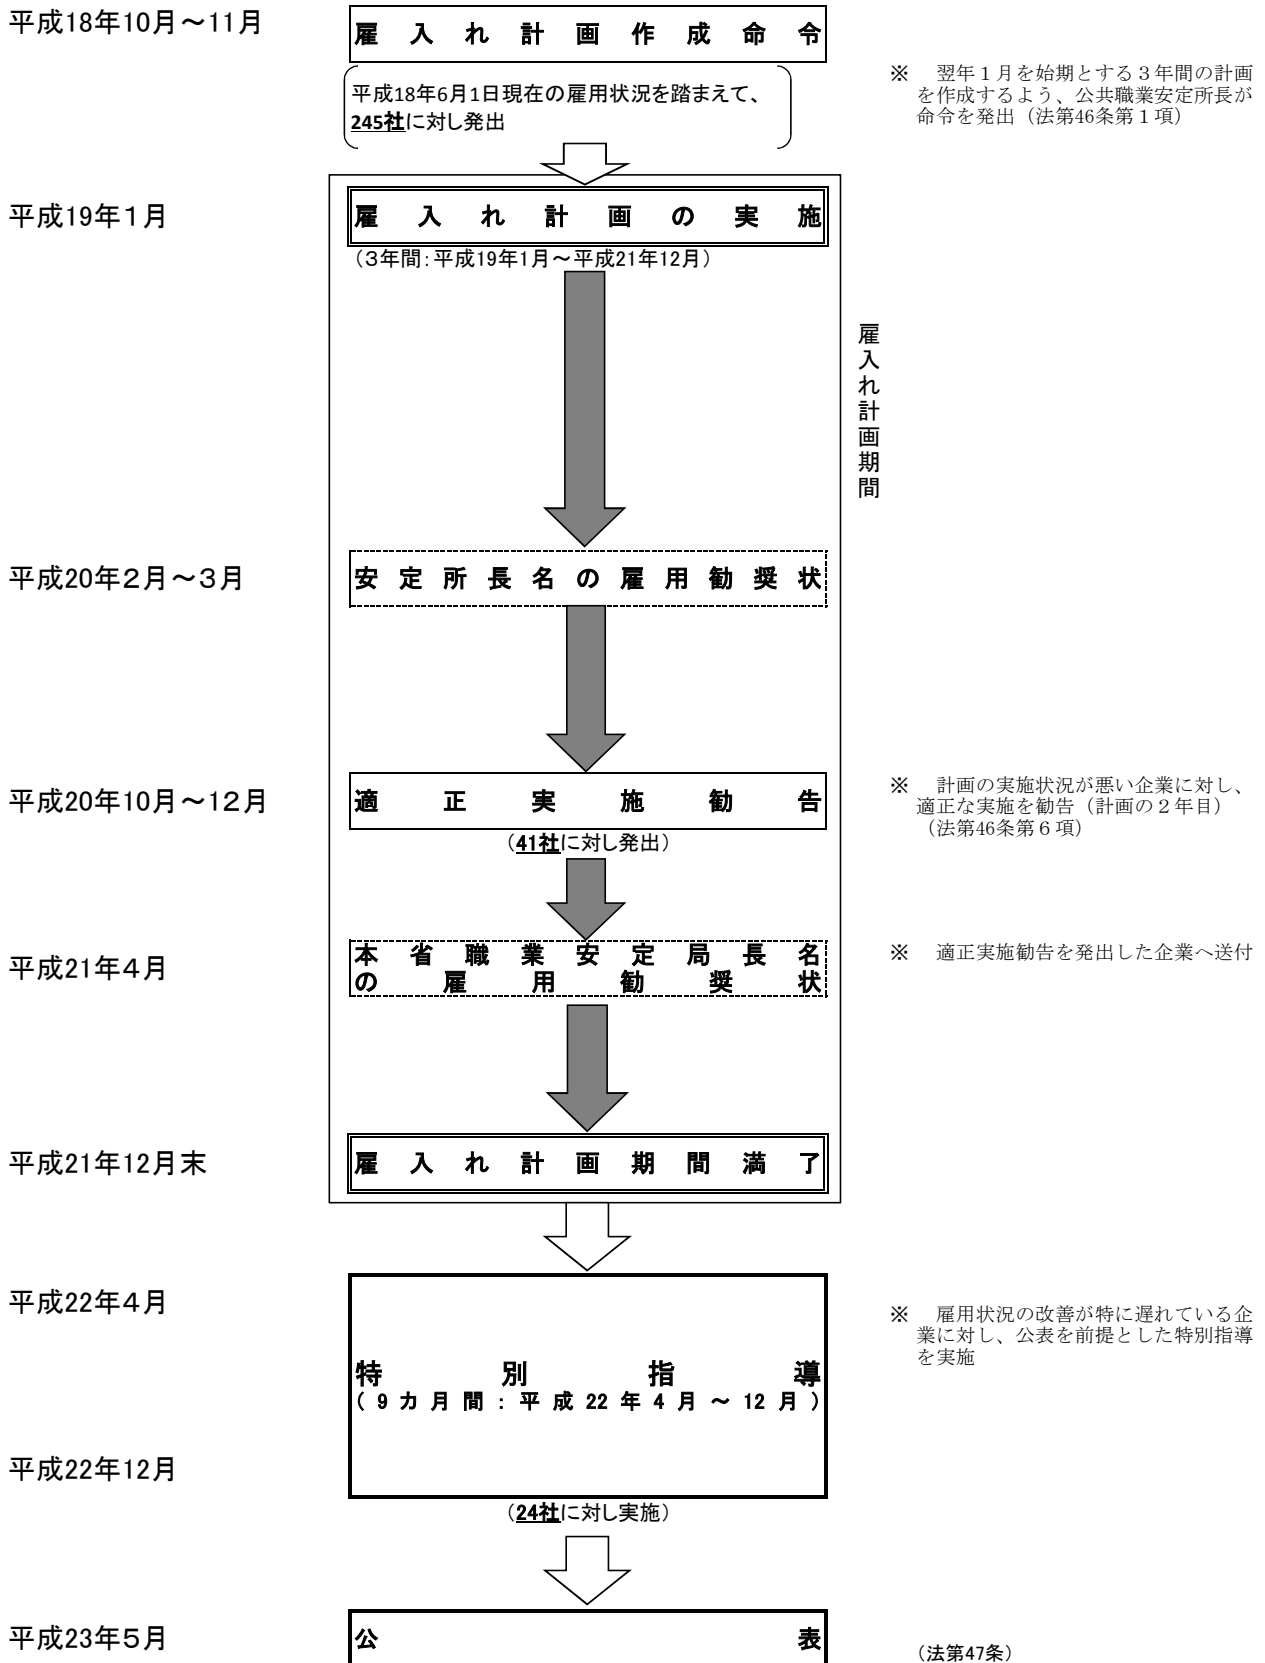 平成18年10月～11月
雇入れ計画作成命令
平成18年6月1日現在の雇用状況を踏まえて、
245社に対し発出
※　翌年１月を始期とする３年間の計画
を作成するよう、公共職業安定所長が
命令を発出（法第46条第１項）
平成19年１月
雇入れ計画の実施
（３年間：平成19年1月～平成21年12月）
雇入れ計画期間
平成20年２月～３月
安定所長名の雇用勧奨状
平成20年10月～12月
適正実施勧告
（41社に対し発出）
※　計画の実施状況が悪い企業に対し、
適正な実施を勧告（計画の２年目）
（法第46条第６項）
平成21年４月
本省職業安定局長名
の雇用勧奨状
※　適正実施勧告を発出した企業へ送付
平成21年12月末
雇入れ計画期間満了
平成22年４月
特別指導
（9カ月間：平成22年4月～12月）
※　雇用状況の改善が特に遅れている企
業に対し、公表を前提とした特別指導
を実施
平成22年12月
（24社に対し実施）
平成23年５月
公表
（法第47条）